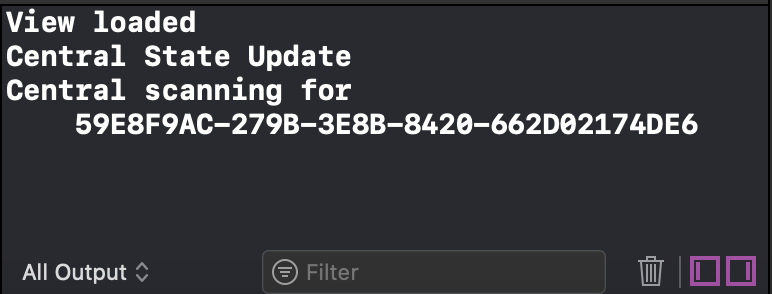 View loaded
Central State Update
Central scanning for
59E8F9AC-279B-3E8B-8420-662D02174DE6
All Output
Filter